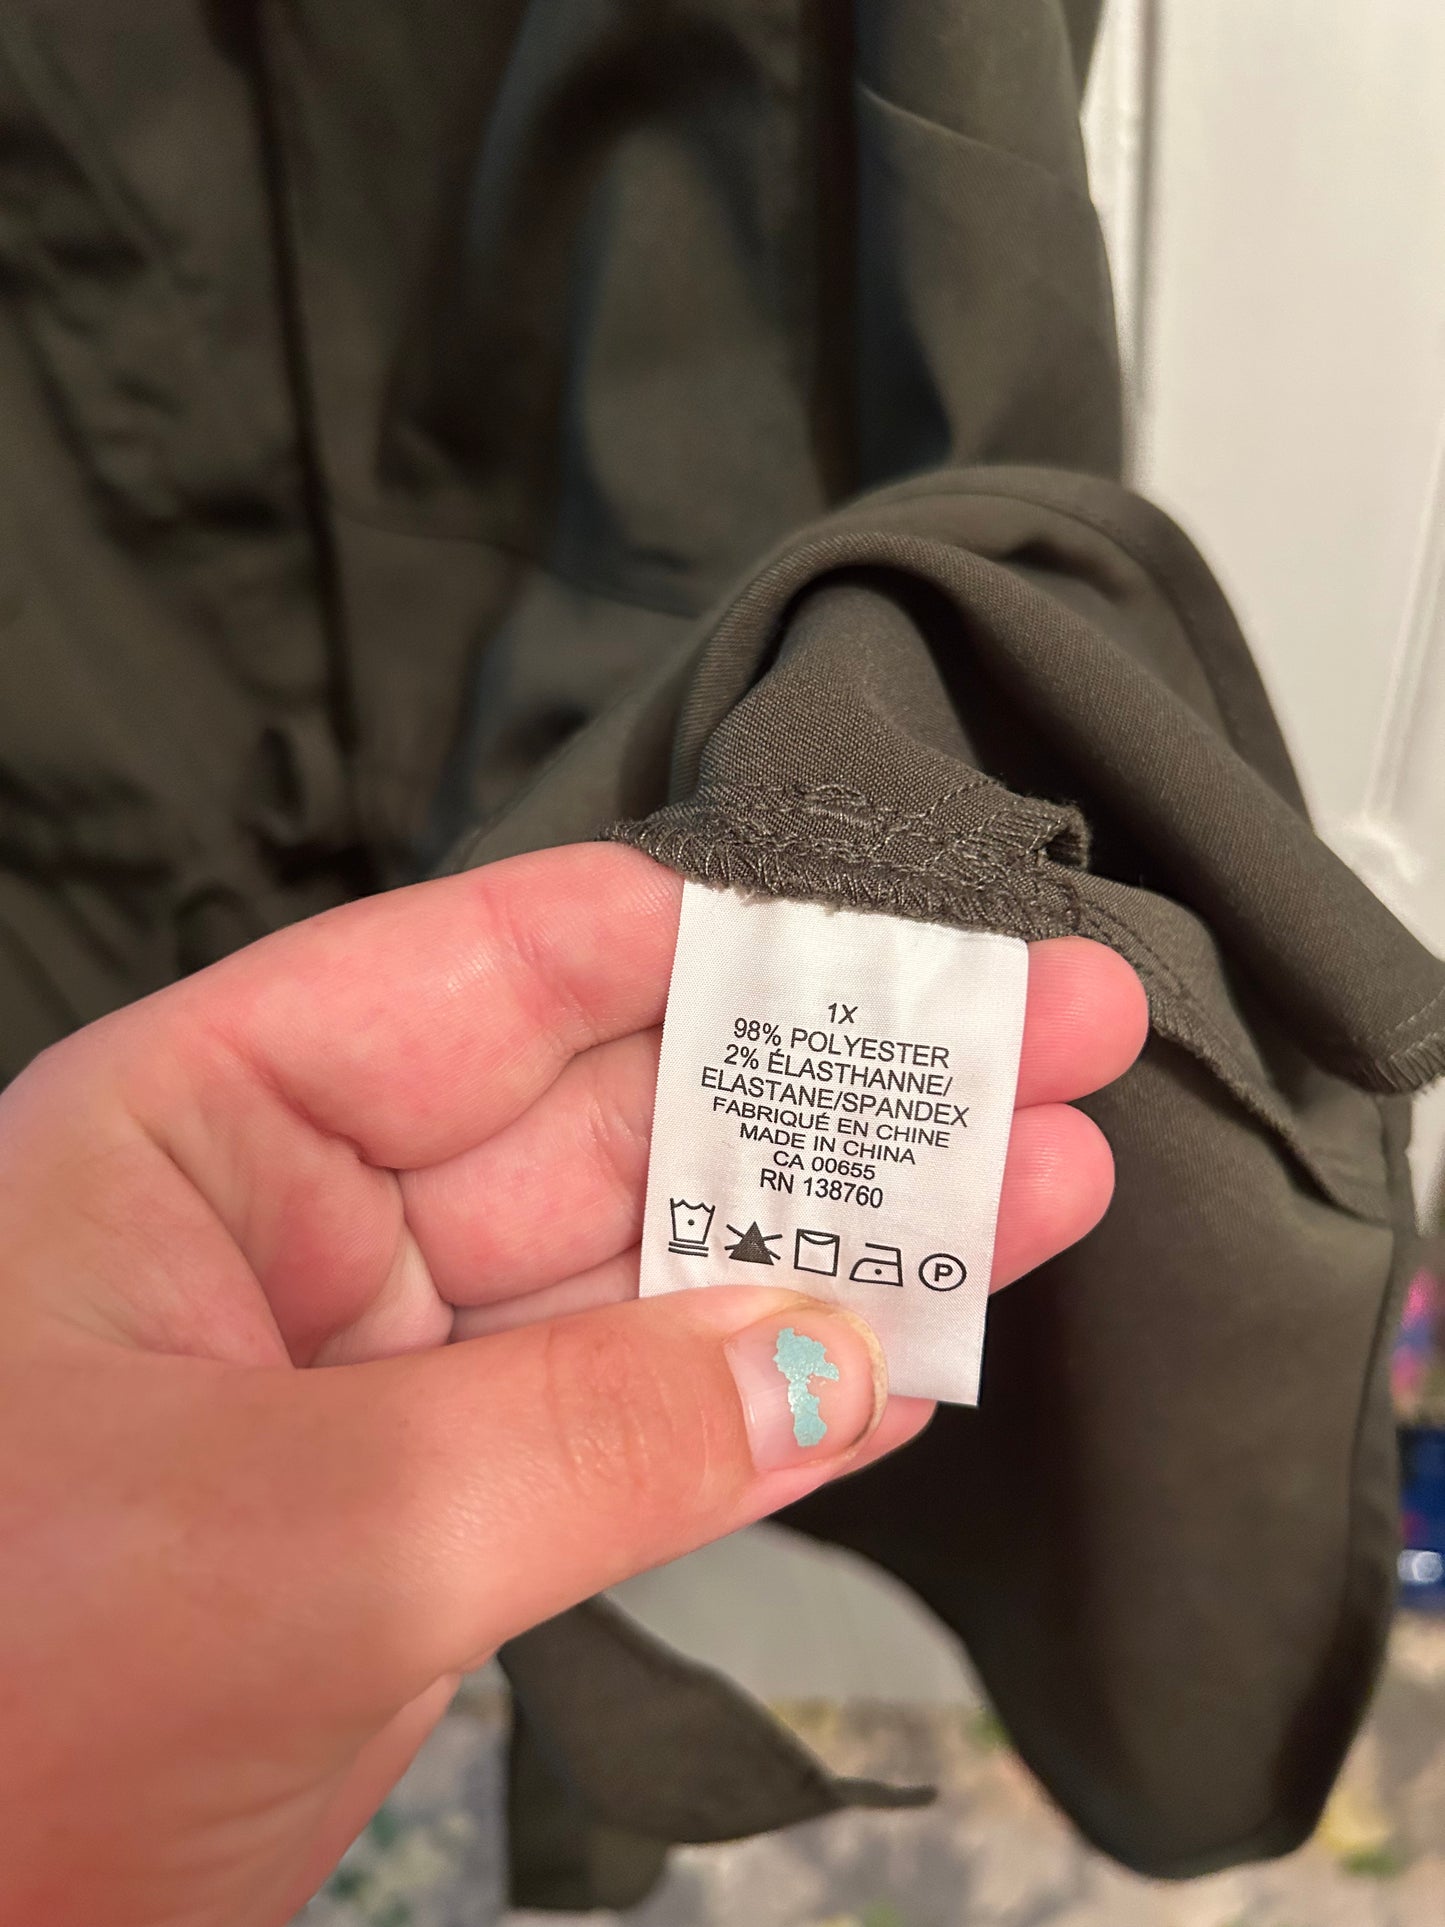 1X
98% POLYESTER
2% ÉLASTHANNE/
ELASTANE/SPANDEX
FABRIQUÉ EN CHINE
MADE IN CHINA
CA 00655
RN 138760
P